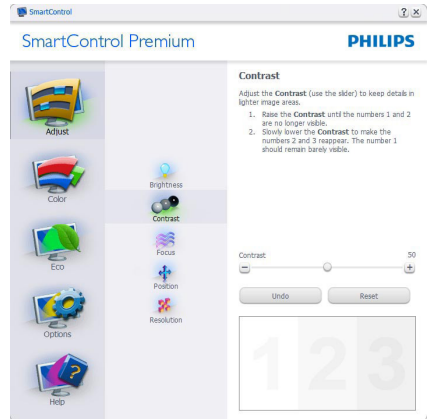 SmartControl
SmartControl Premium
PHILIPS
Adjust
Color
Eco
Options
Help
Brightness
Contrast
Focus
Position
Resolution
Contrast
Adjust the Contrast (use the slider) to keep details in
lighter image areas.
1. Raise the Contrast until the numbers 1 and 2
are no longer visible.
2. Slowly lower the Contrast to make the
numbers 2 and 3 reappear. The number 1
should remain barely visible.
Contrast 50
Undo Reset
1 2 3